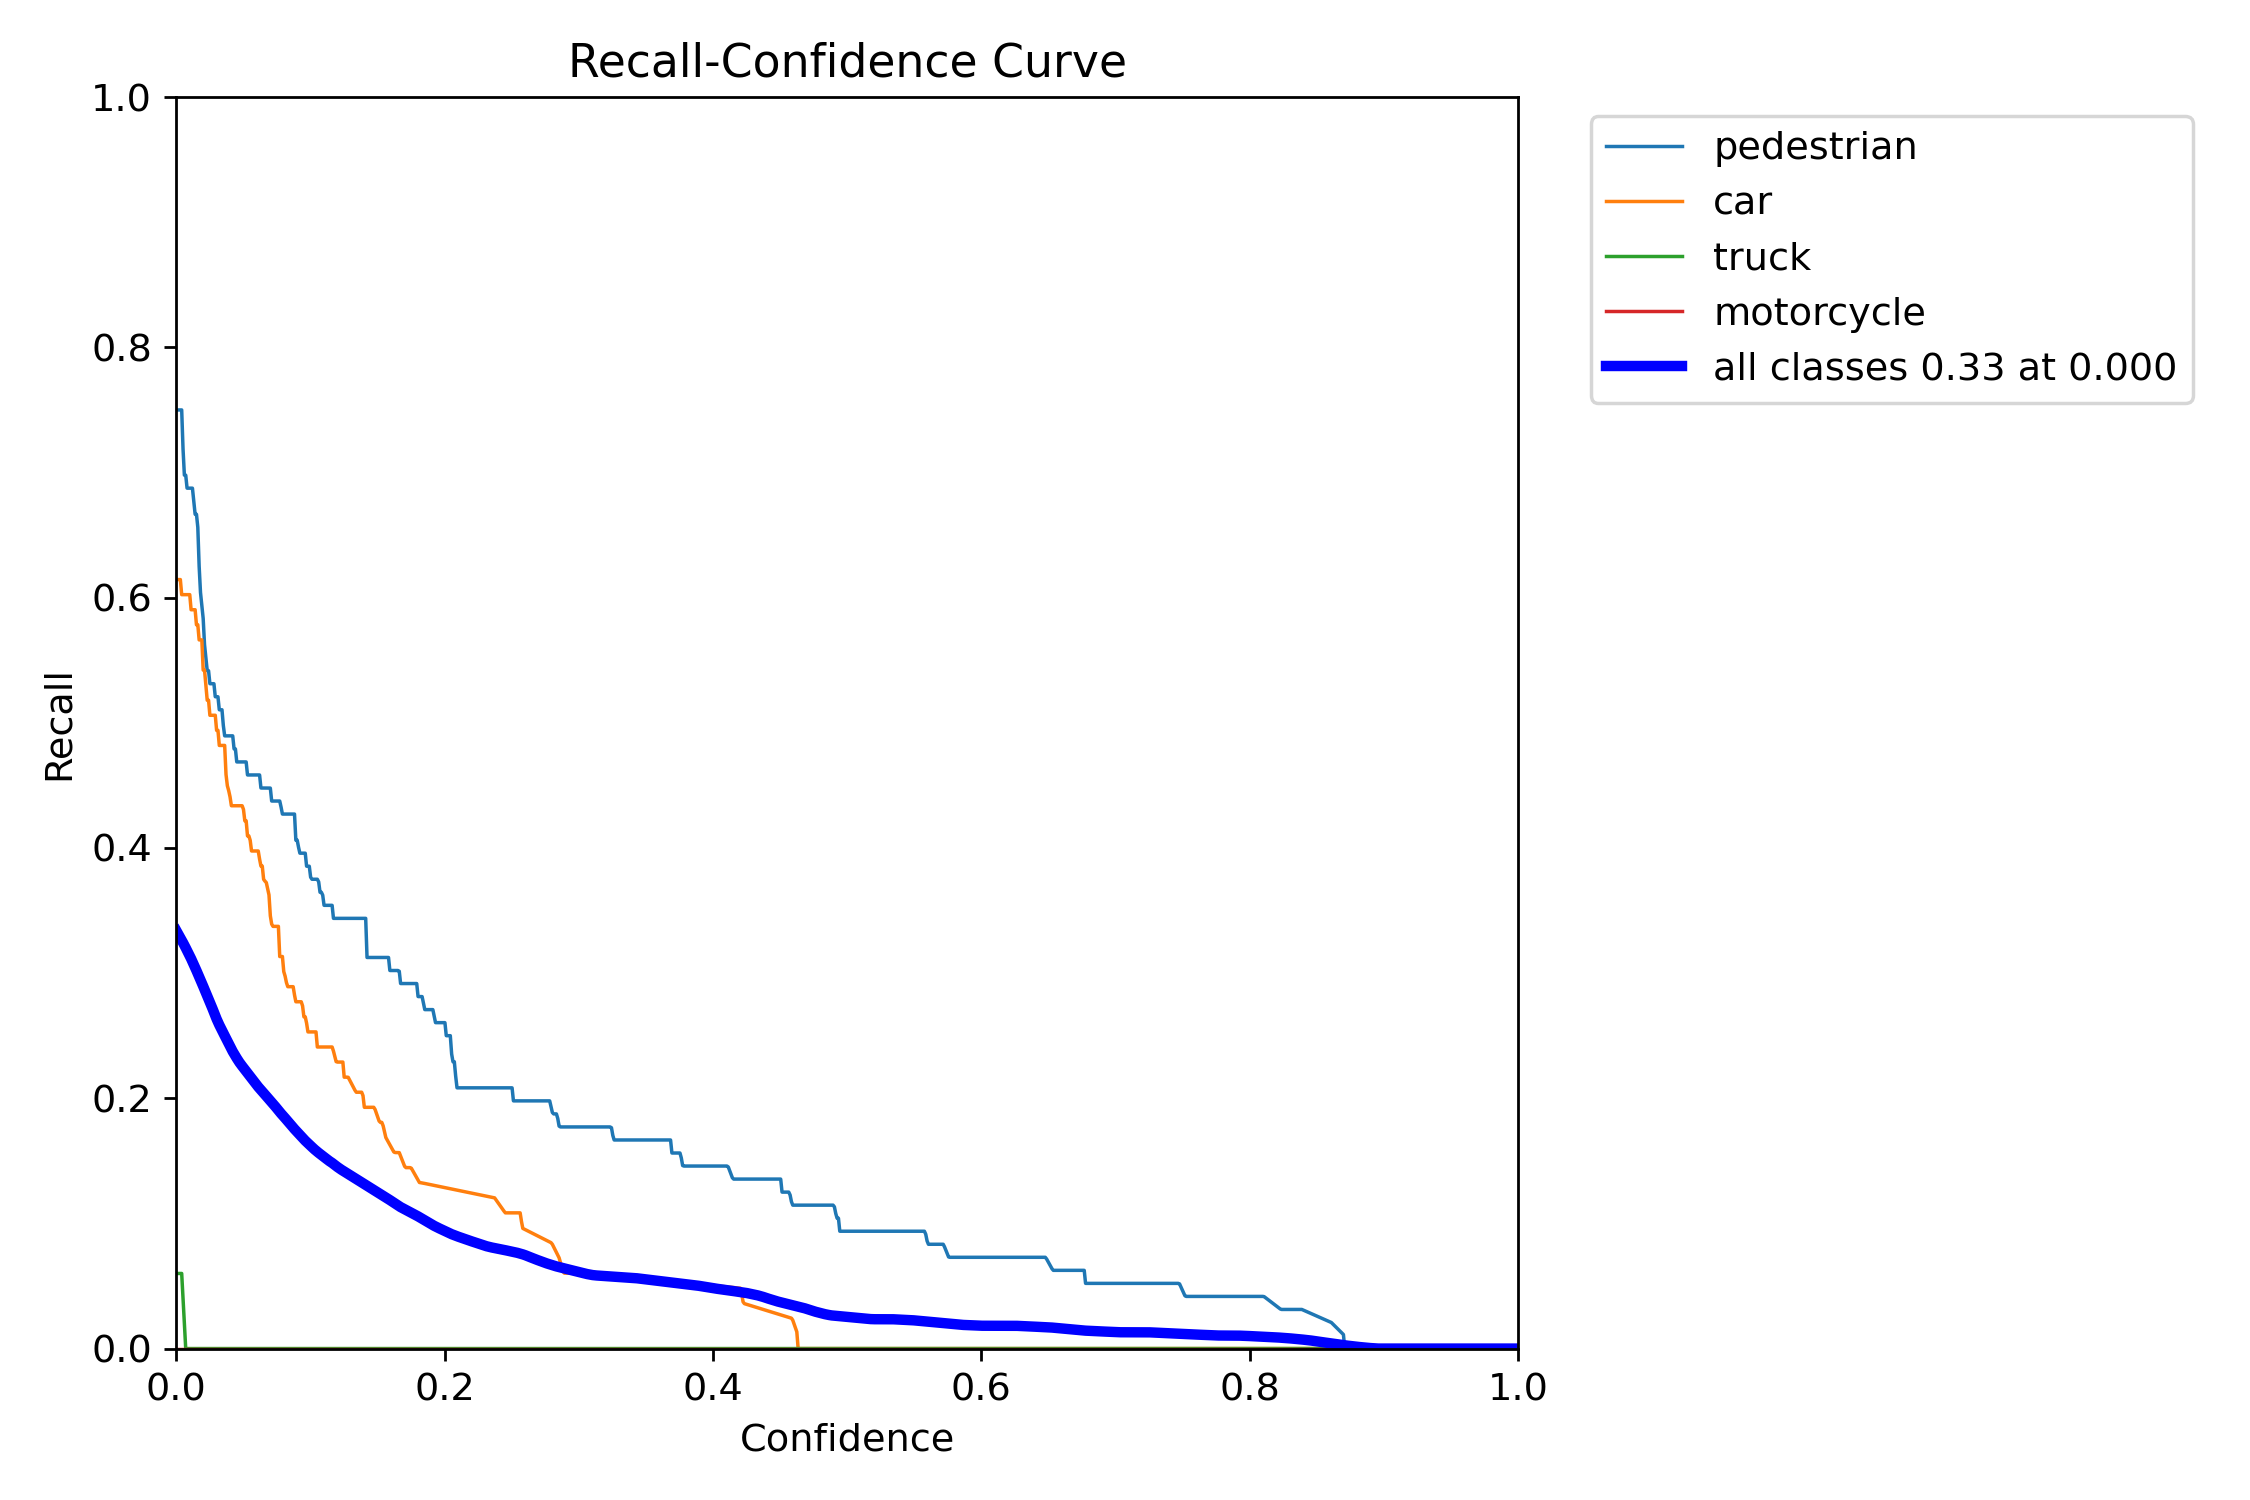 Recall-Confidence Curve
1.0
0.8
0.6
0.4
0.2
0.0
Recall
0.0 0.2 0.4 0.6 0.8 1.0
Confidence
pedestrian
car
truck
motorcycle
all classes 0.33 at 0.000